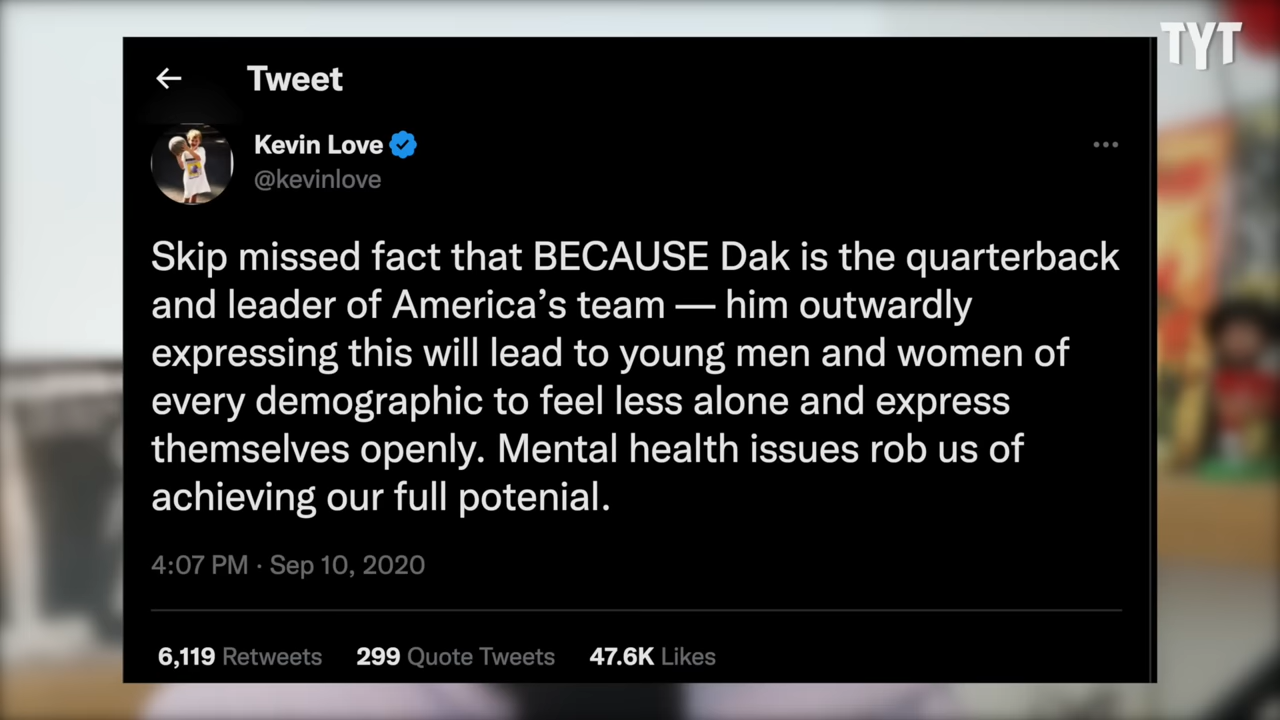 TYT
Tweet
Kevin Love
@kevinlove
Skip missed fact that BECAUSE Dak is the quarterback
and leader of America’s team — him outwardly
expressing this will lead to young men and women of
every demographic to feel less alone and express
themselves openly. Mental health issues rob us of
achieving our full potenial.
4:07 PM · Sep 10, 2020
6,119 Retweets 299 Quote Tweets 47.6K Likes